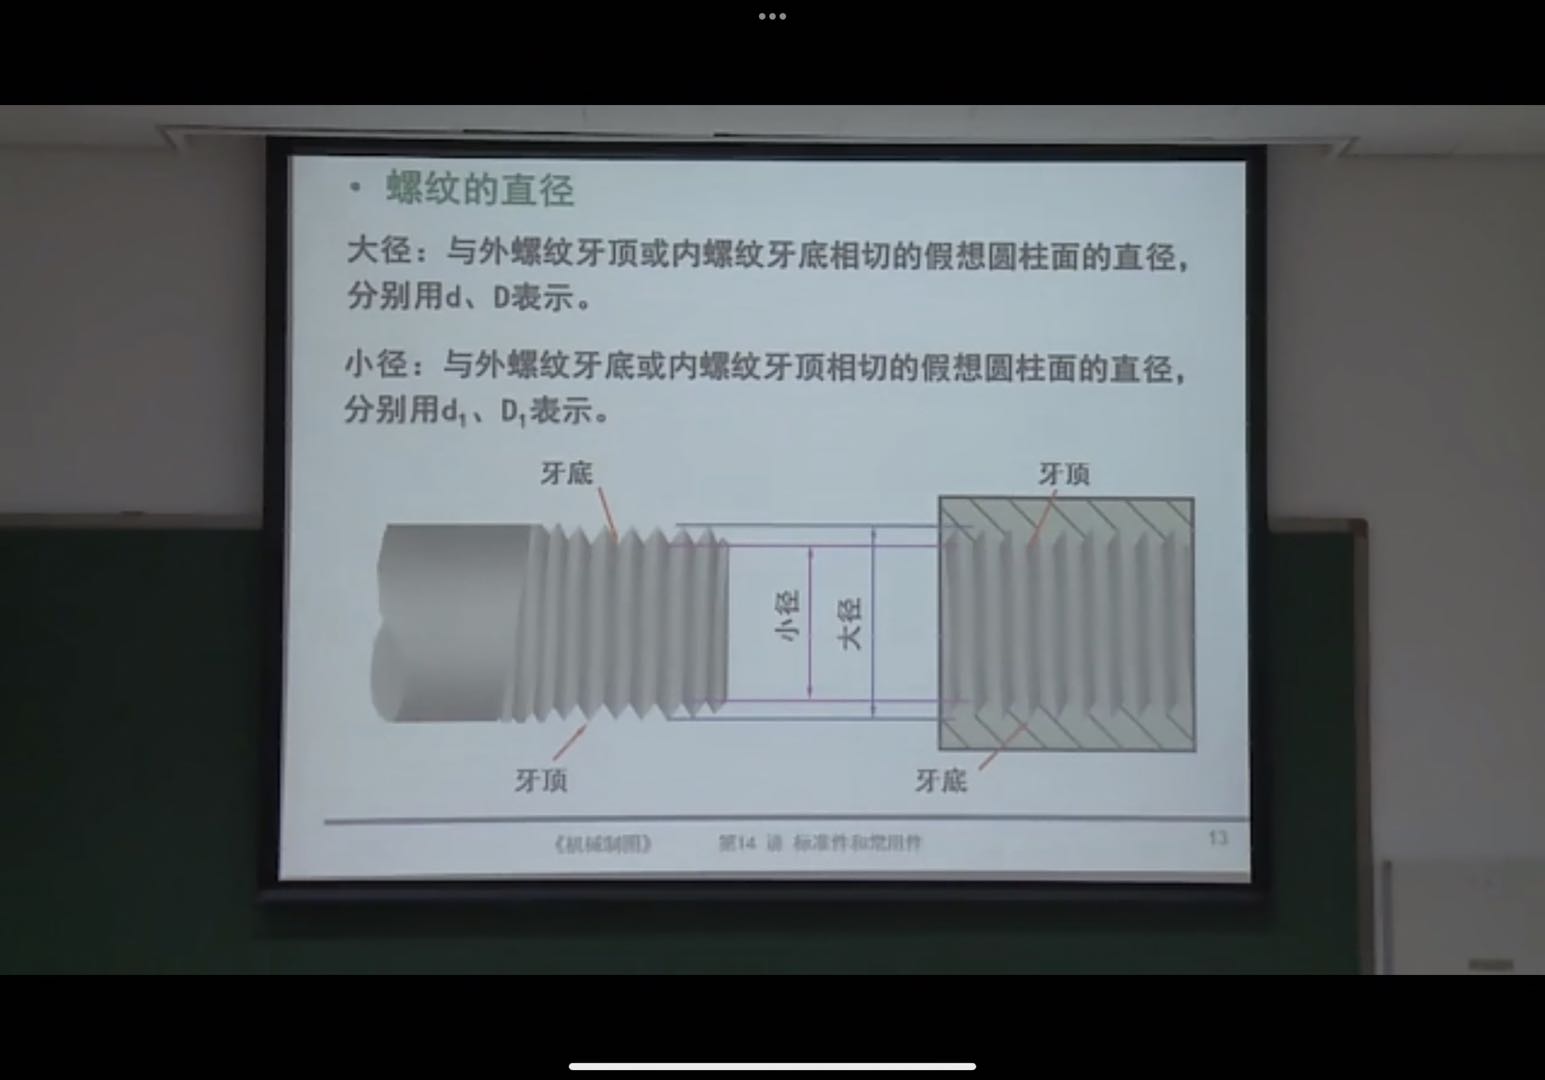 • 螺纹的直径
大径：与外螺纹牙顶或内螺纹牙底相切的假想圆柱面的直径，
分别用d、D表示。
小径：与外螺纹牙底或内螺纹牙顶相切的假想圆柱面的直径，
分别用d₁、D₁表示。
牙底
牙顶
小径
大径
牙顶
牙底
《机械制图》 第14 讲 标准件和常用件 13